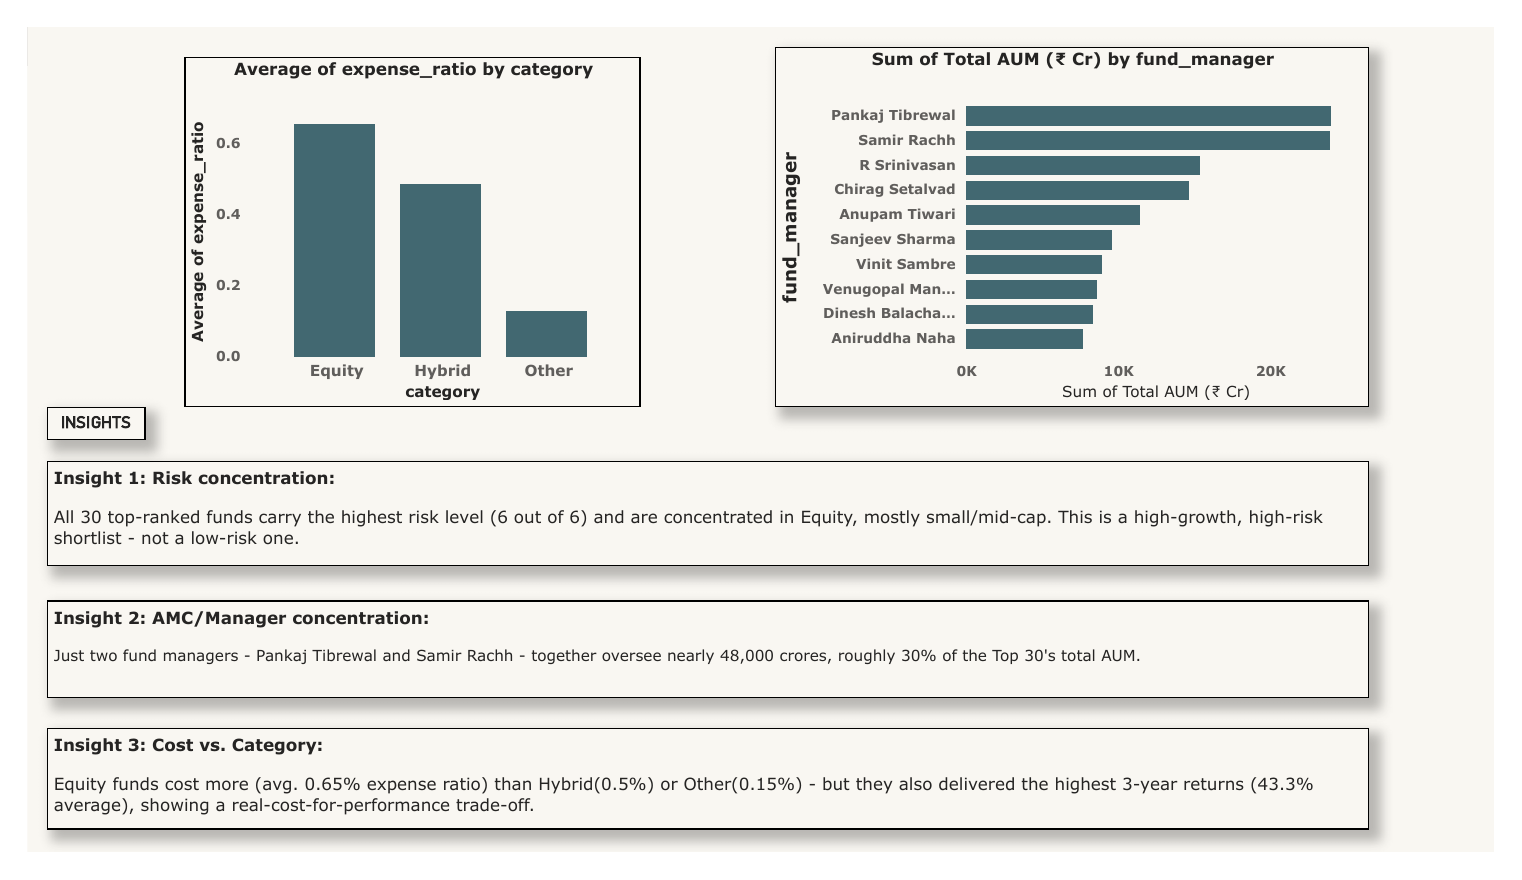 Average of expense_ratio by category
Average of expense_ratio
0.6
0.4
0.2
0.0
Equity
Hybrid
Other
category
Sum of Total AUM (₹ Cr) by fund_manager
fund_manager
Pankaj Tibrewal
Samir Rachh
R Srinivasan
Chirag Setalvad
Anupam Tiwari
Sanjeev Sharma
Vinit Sambre
Venugopal Man...
Dinesh Balacha...
Aniruddha Naha
0K
10K
20K
Sum of Total AUM (₹ Cr)
INSIGHTS
Insight 1: Risk concentration:
All 30 top-ranked funds carry the highest risk level (6 out of 6) and are concentrated in Equity, mostly small/mid-cap. This is a high-growth, high-risk
shortlist - not a low-risk one.
Insight 2: AMC/Manager concentration:
Just two fund managers - Pankaj Tibrewal and Samir Rachh - together oversee nearly 48,000 crores, roughly 30% of the Top 30's total AUM.
Insight 3: Cost vs. Category:
Equity funds cost more (avg. 0.65% expense ratio) than Hybrid(0.5%) or Other(0.15%) - but they also delivered the highest 3-year returns (43.3%
average), showing a real-cost-for-performance trade-off.